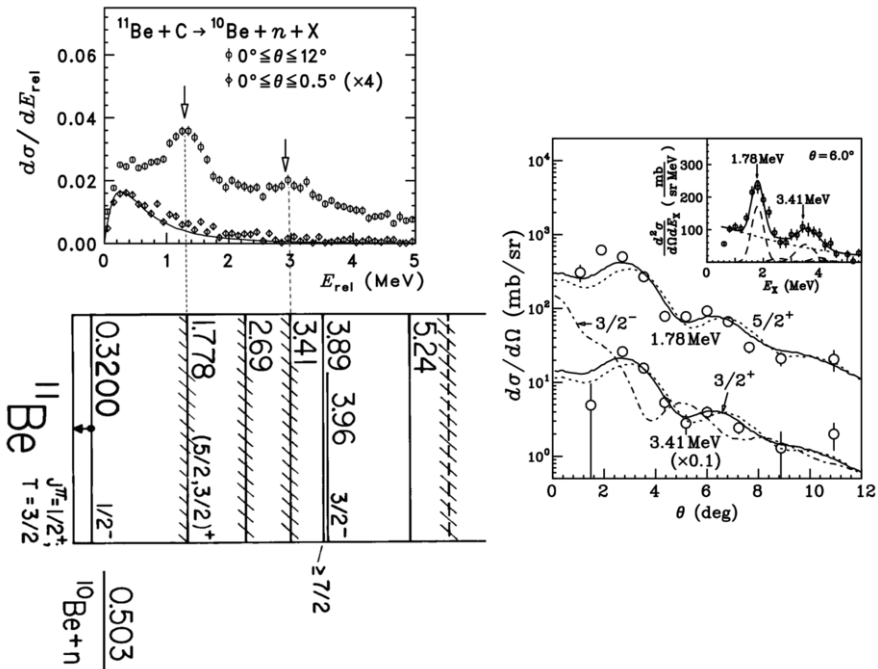 ¹¹Be + C → ¹⁰Be + n + X
0° ≤ θ ≤ 12°
0° ≤ θ ≤ 0.5° (×4)
dσ/dE_rel
0.06
0.04
0.02
0.00
0 1 2 3 4 5
E_rel (MeV)
0.3200
1/2⁻
1.778
(5/2,3/2)⁺
2.69
3.41
3.89
3.96
3/2⁻
≥7/2
5.24
¹¹Be
J^π=1/2⁺;
T=3/2
0.503
¹⁰Be+n
dσ/dΩ (mb/sr)
10⁴
10³
10²
10¹
10⁰
0 2 4 6 8 10 12
θ (deg)
3/2⁻
1.78 MeV
5/2⁺
3/2⁺
3.41 MeV
(×0.1)
d²σ/dΩdE_X (mb/sr MeV)
300
200
100
1.78 MeV
θ=6.0°
3.41 MeV
0 2 4
E_X (MeV)